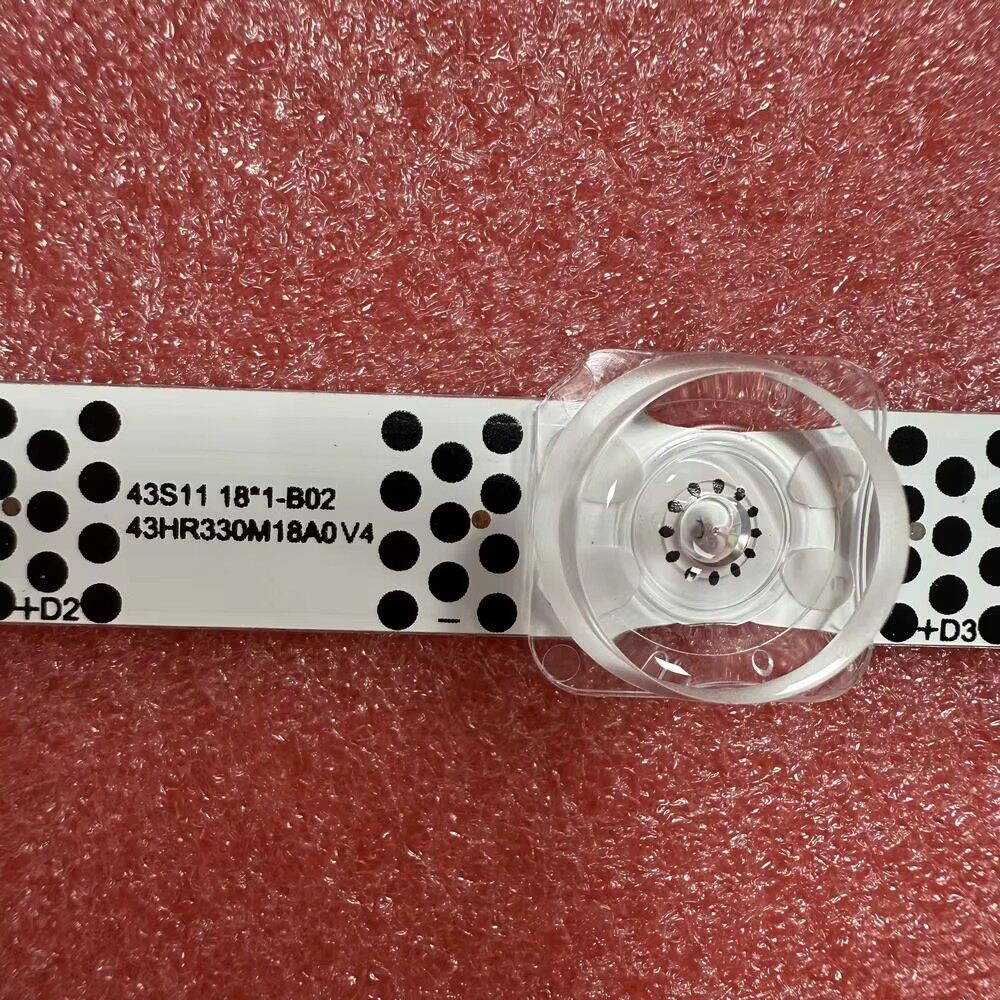 43S11 18*1-B02
43HR330M18A0 V4
+D2
+D3